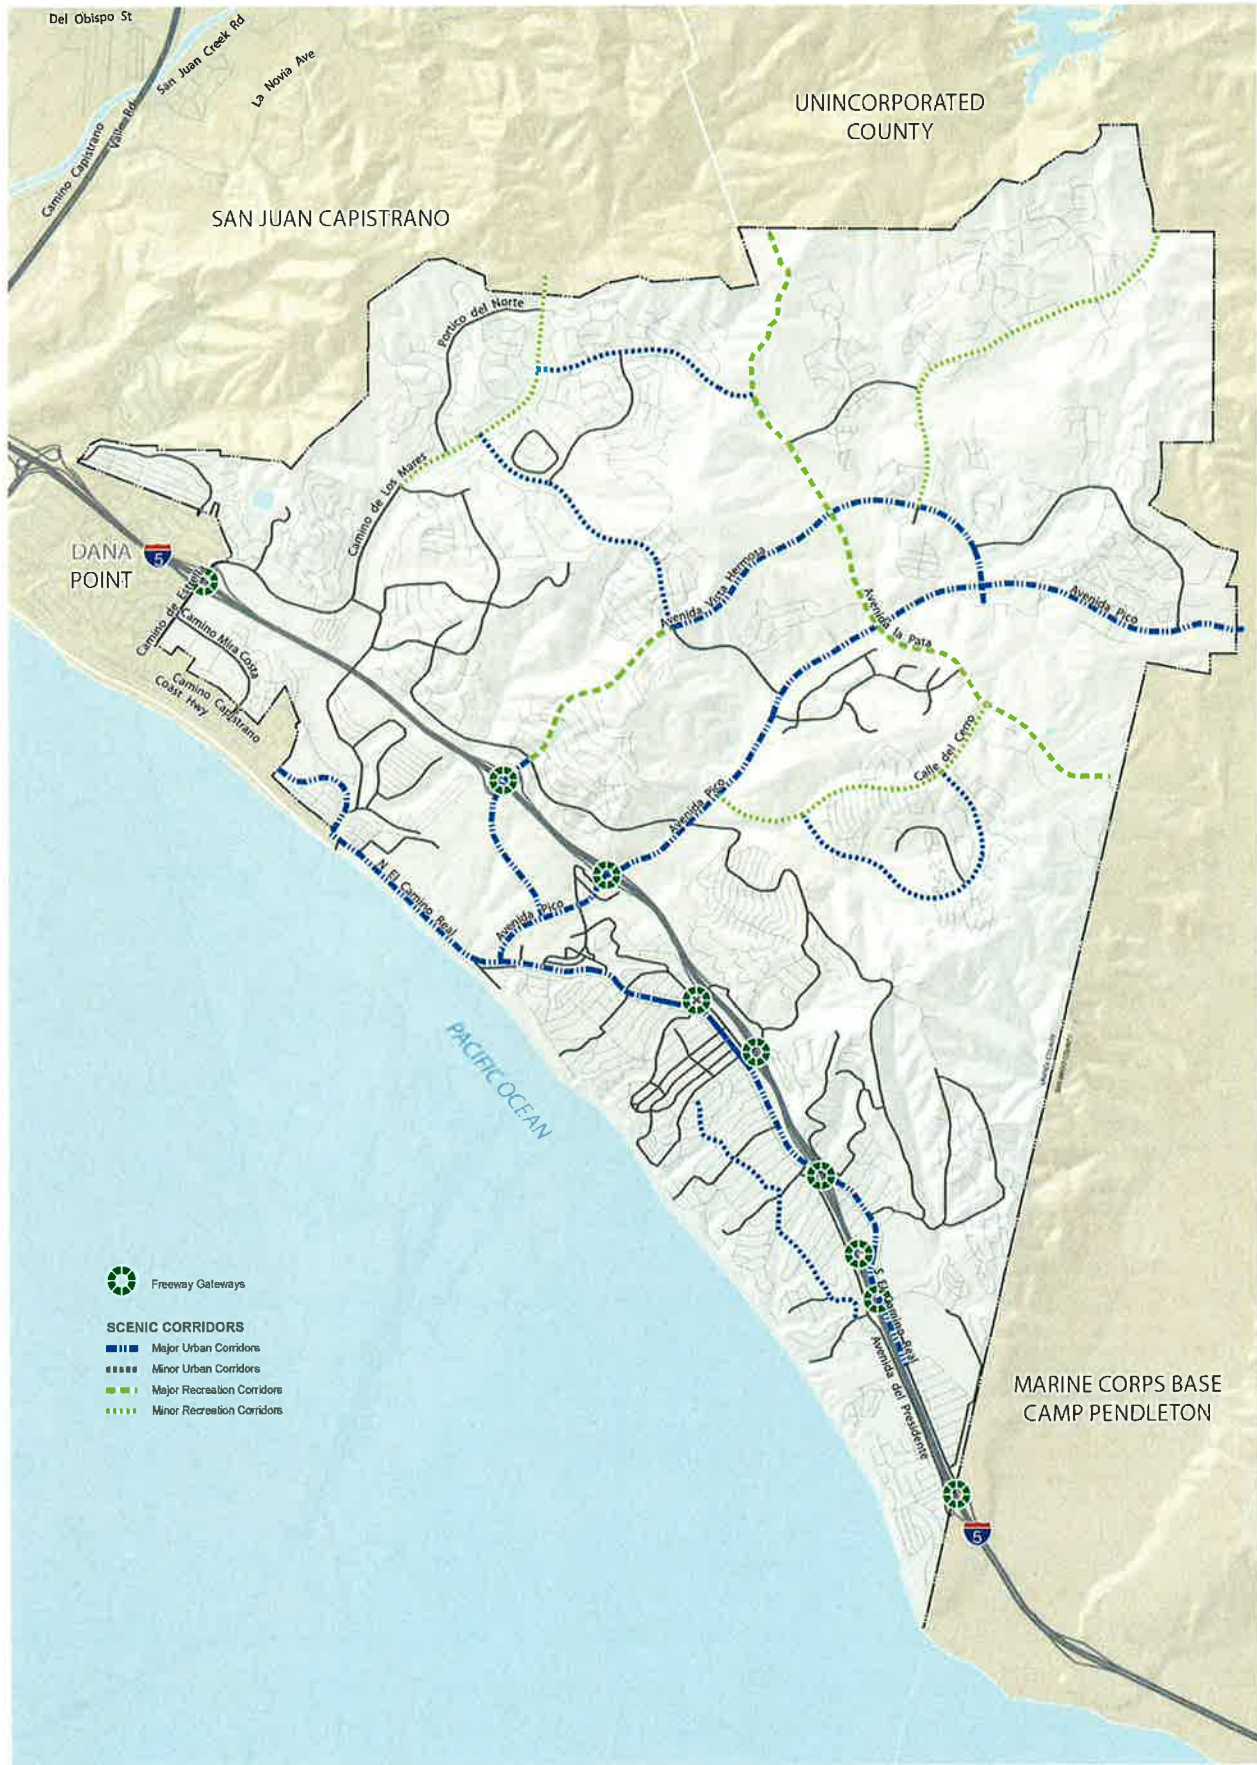 Del Obispo St
San Juan Creek Rd
La Novia Ave
Camino Capistrano
Valle Rd
UNINCORPORATED
COUNTY
SAN JUAN CAPISTRANO
Portico del Norte
Camino de Los Mares
DANA
POINT
5
Camino de Estrella
Camino Mira Costa
Camino Capistrano
Coast Hwy
Avenida Vista Hermosa
Avenida la Pata
Avenida Pico
Calle del Cerro
Avenida Pico
N El Camino Real
Avenida Pico
PACIFIC OCEAN
S El Camino Real
Avenida del Presidente
Freeway Gateways
SCENIC CORRIDORS
Major Urban Corridors
Minor Urban Corridors
Major Recreation Corridors
Minor Recreation Corridors
MARINE CORPS BASE
CAMP PENDLETON
5